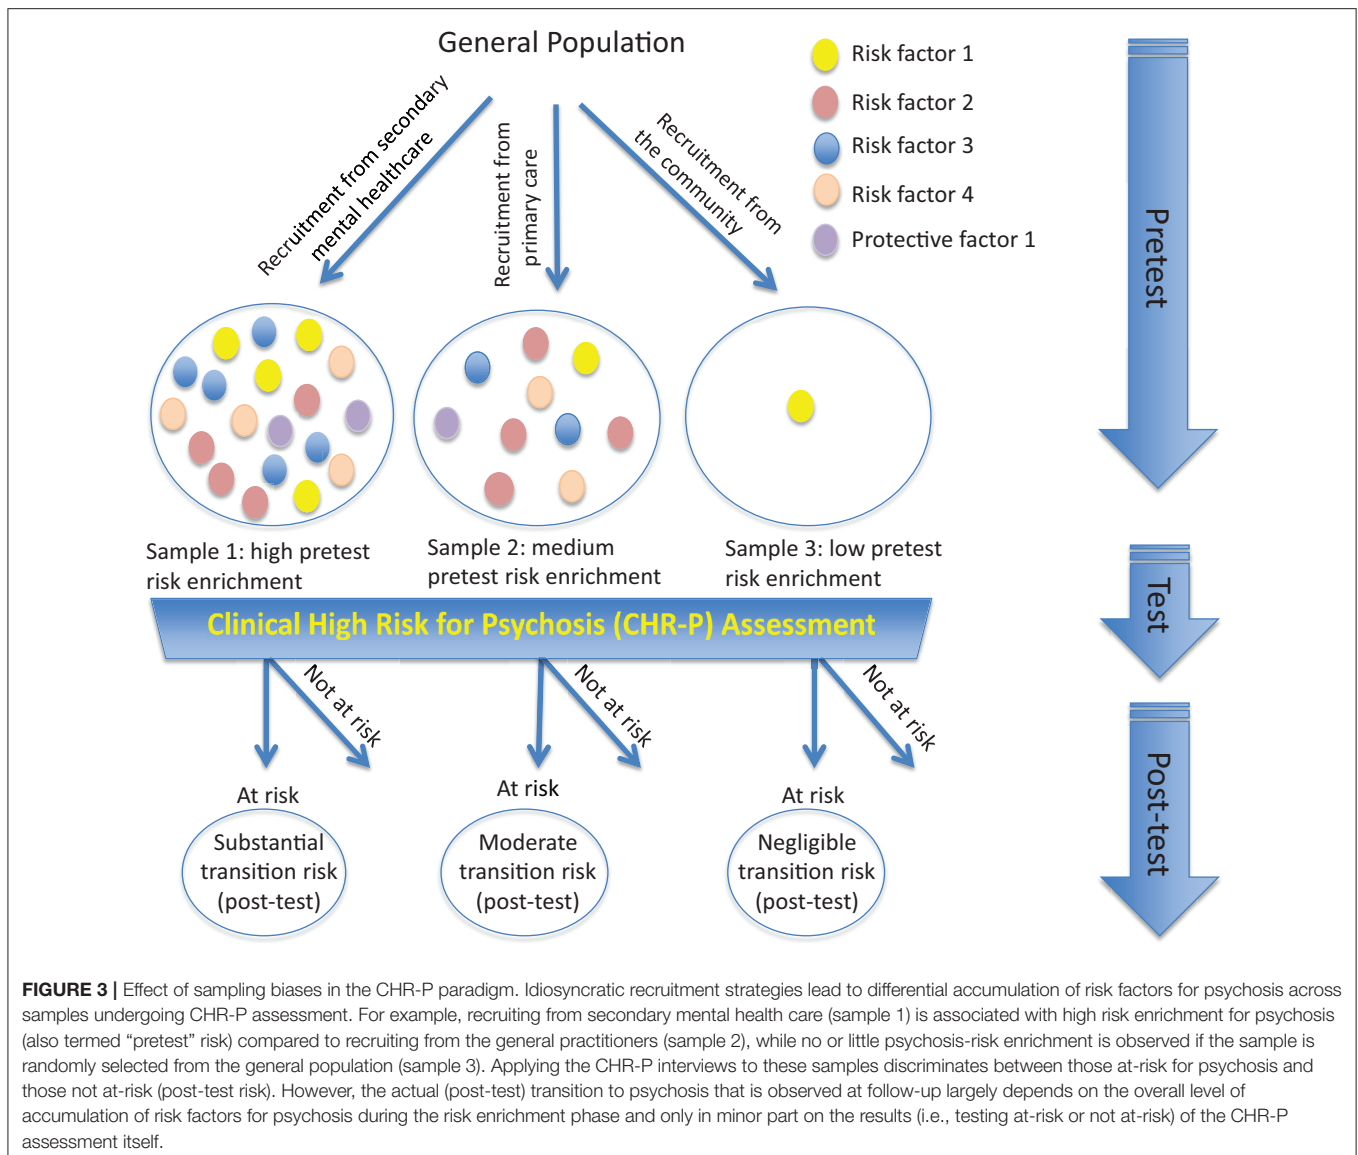 General Population
Risk factor 1
Risk factor 2
Risk factor 3
Risk factor 4
Protective factor 1
Recruitment from secondary
mental healthcare
Recruitment from
primary care
Recruitment from
the community
Pretest
Sample 1: high pretest
risk enrichment
Sample 2: medium
pretest risk enrichment
Sample 3: low pretest
risk enrichment
Clinical High Risk for Psychosis (CHR-P) Assessment
Test
Not at risk
Not at risk
Not at risk
At risk
At risk
At risk
Substantial
transition risk
(post-test)
Moderate
transition risk
(post-test)
Negligible
transition risk
(post-test)
Post-test
FIGURE 3 | Effect of sampling biases in the CHR-P paradigm. Idiosyncratic recruitment strategies lead to differential accumulation of risk factors for psychosis across
samples undergoing CHR-P assessment. For example, recruiting from secondary mental health care (sample 1) is associated with high risk enrichment for psychosis
(also termed “pretest” risk) compared to recruiting from the general practitioners (sample 2), while no or little psychosis-risk enrichment is observed if the sample is
randomly selected from the general population (sample 3). Applying the CHR-P interviews to these samples discriminates between those at-risk for psychosis and
those not at-risk (post-test risk). However, the actual (post-test) transition to psychosis that is observed at follow-up largely depends on the overall level of
accumulation of risk factors for psychosis during the risk enrichment phase and only in minor part on the results (i.e., testing at-risk or not at-risk) of the CHR-P
assessment itself.